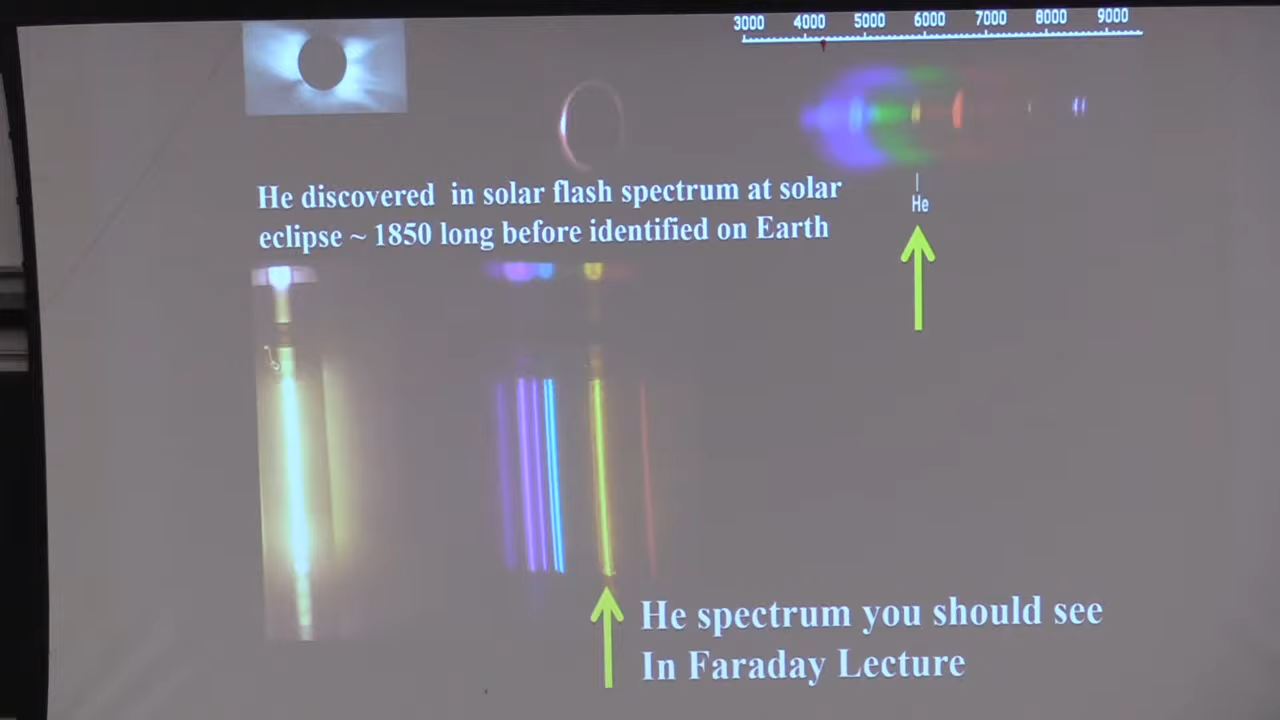 3000 4000 5000 6000 7000 8000 9000
He
He discovered in solar flash spectrum at solar
eclipse ~ 1850 long before identified on Earth
He spectrum you should see
In Faraday Lecture